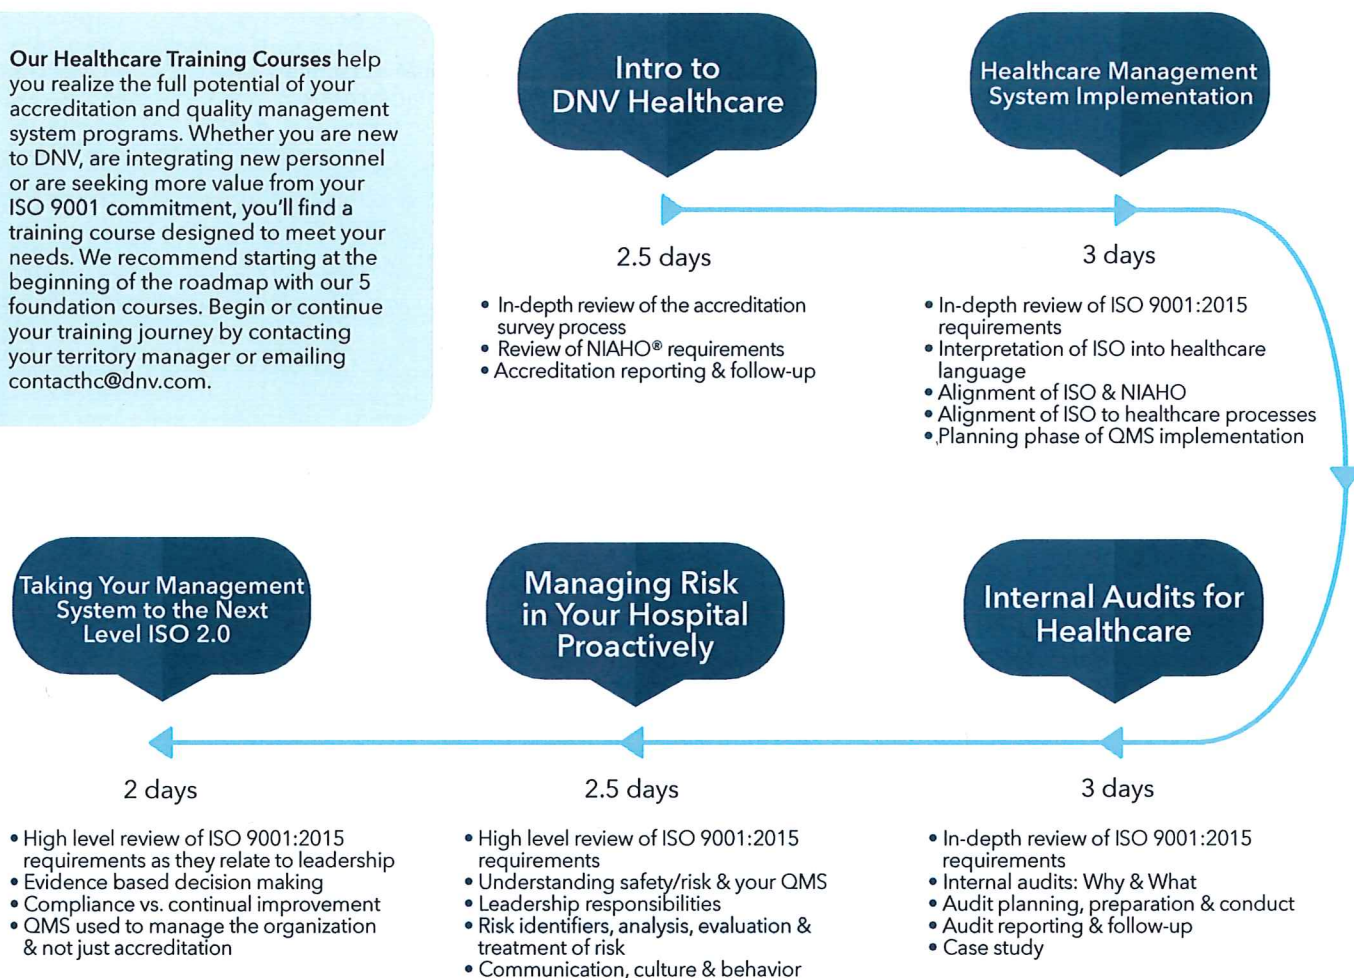 Our Healthcare Training Courses help
you realize the full potential of your
accreditation and quality management
system programs. Whether you are new
to DNV, are integrating new personnel
or are seeking more value from your
ISO 9001 commitment, you'll find a
training course designed to meet your
needs. We recommend starting at the
beginning of the roadmap with our 5
foundation courses. Begin or continue
your training journey by contacting
your territory manager or emailing
contacthc@dnv.com.
Intro to
DNV Healthcare
2.5 days
• In-depth review of the accreditation
survey process
• Review of NIAHO® requirements
• Accreditation reporting & follow-up
Healthcare Management
System Implementation
3 days
• In-depth review of ISO 9001:2015
requirements
• Interpretation of ISO into healthcare
language
• Alignment of ISO & NIAHO
• Alignment of ISO to healthcare processes
• Planning phase of QMS implementation
Internal Audits for
Healthcare
3 days
• In-depth review of ISO 9001:2015
requirements
• Internal audits: Why & What
• Audit planning, preparation & conduct
• Audit reporting & follow-up
• Case study
Managing Risk
in Your Hospital
Proactively
2.5 days
• High level review of ISO 9001:2015
requirements
• Understanding safety/risk & your QMS
• Leadership responsibilities
• Risk identifiers, analysis, evaluation &
treatment of risk
• Communication, culture & behavior
Taking Your Management
System to the Next
Level ISO 2.0
2 days
• High level review of ISO 9001:2015
requirements as they relate to leadership
• Evidence based decision making
• Compliance vs. continual improvement
• QMS used to manage the organization
& not just accreditation